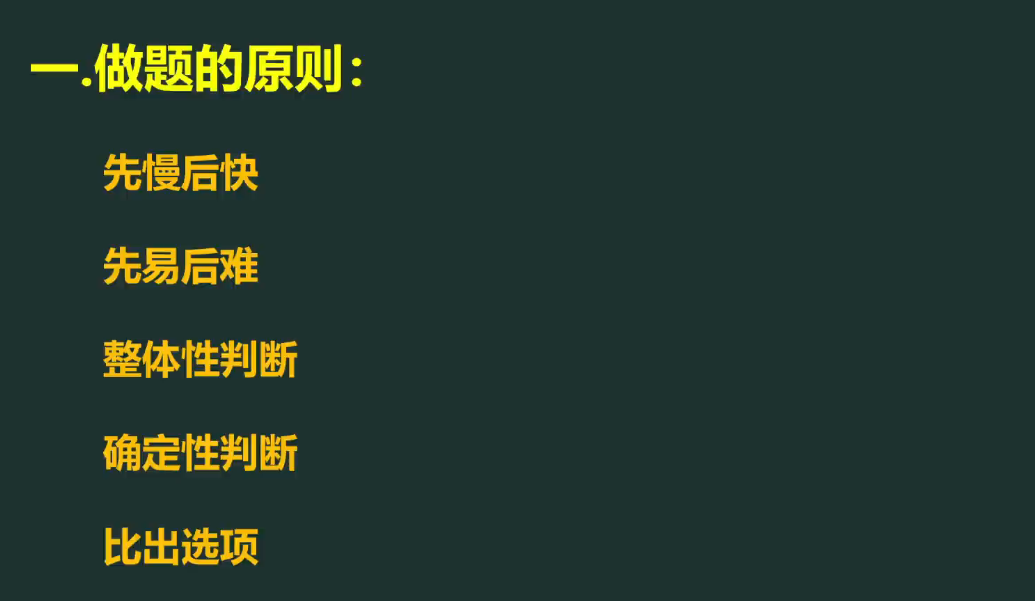 一.做题的原则：
先慢后快
先易后难
整体性判断
确定性判断
比出选项